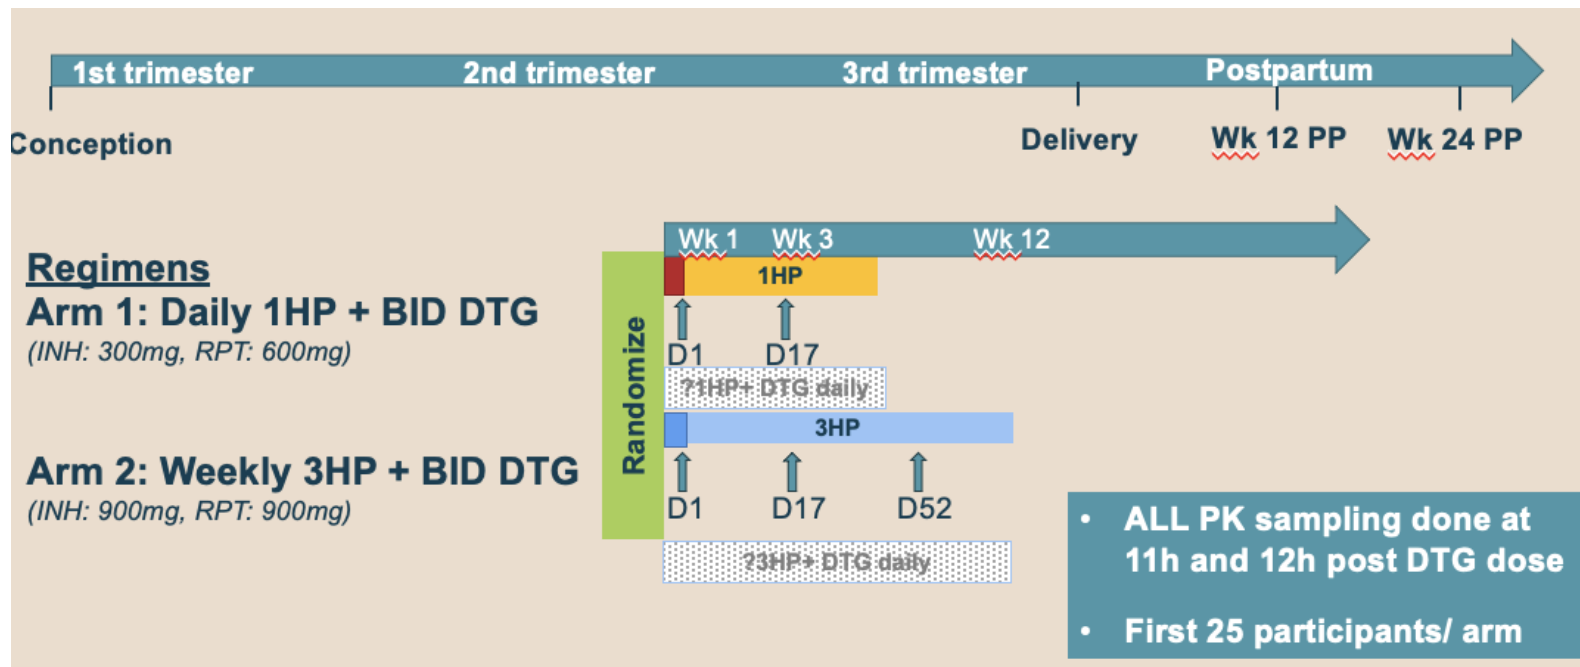 1st trimester 2nd trimester 3rd trimester Postpartum
Conception Delivery Wk 12 PP Wk 24 PP
Wk 1 Wk 3 Wk 12
Regimens
Arm 1: Daily 1HP + BID DTG
(INH: 300mg, RPT: 600mg)
Arm 2: Weekly 3HP + BID DTG
(INH: 900mg, RPT: 900mg)
Randomize
1HP
D1 D17
?1HP+ DTG daily
3HP
D1 D17 D52
?3HP+ DTG daily
• ALL PK sampling done at
11h and 12h post DTG dose
• First 25 participants/ arm